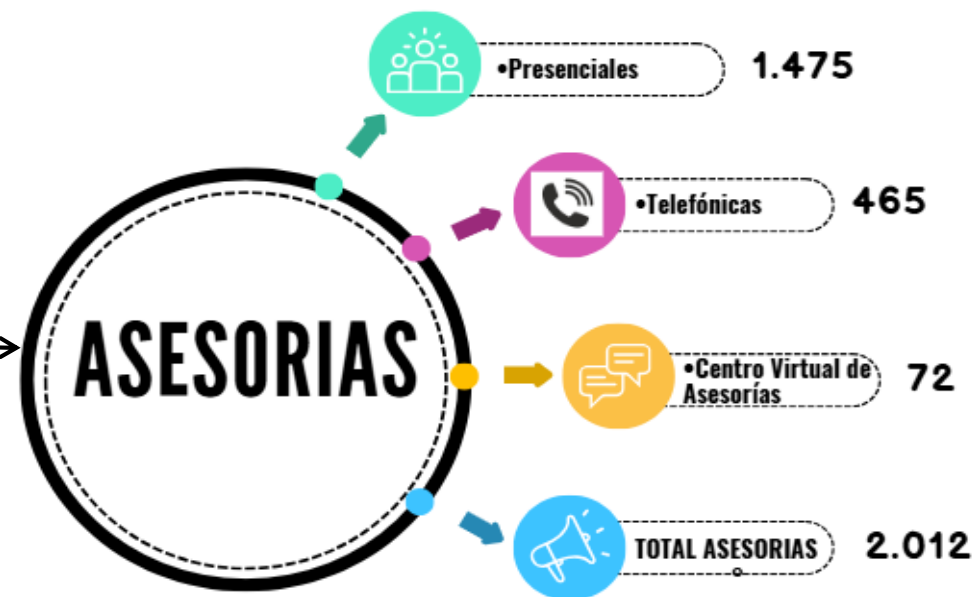 •Presenciales 1.475
•Telefónicas 465
ASESORIAS
•Centro Virtual de
Asesorías 72
TOTAL ASESORIAS 2.012